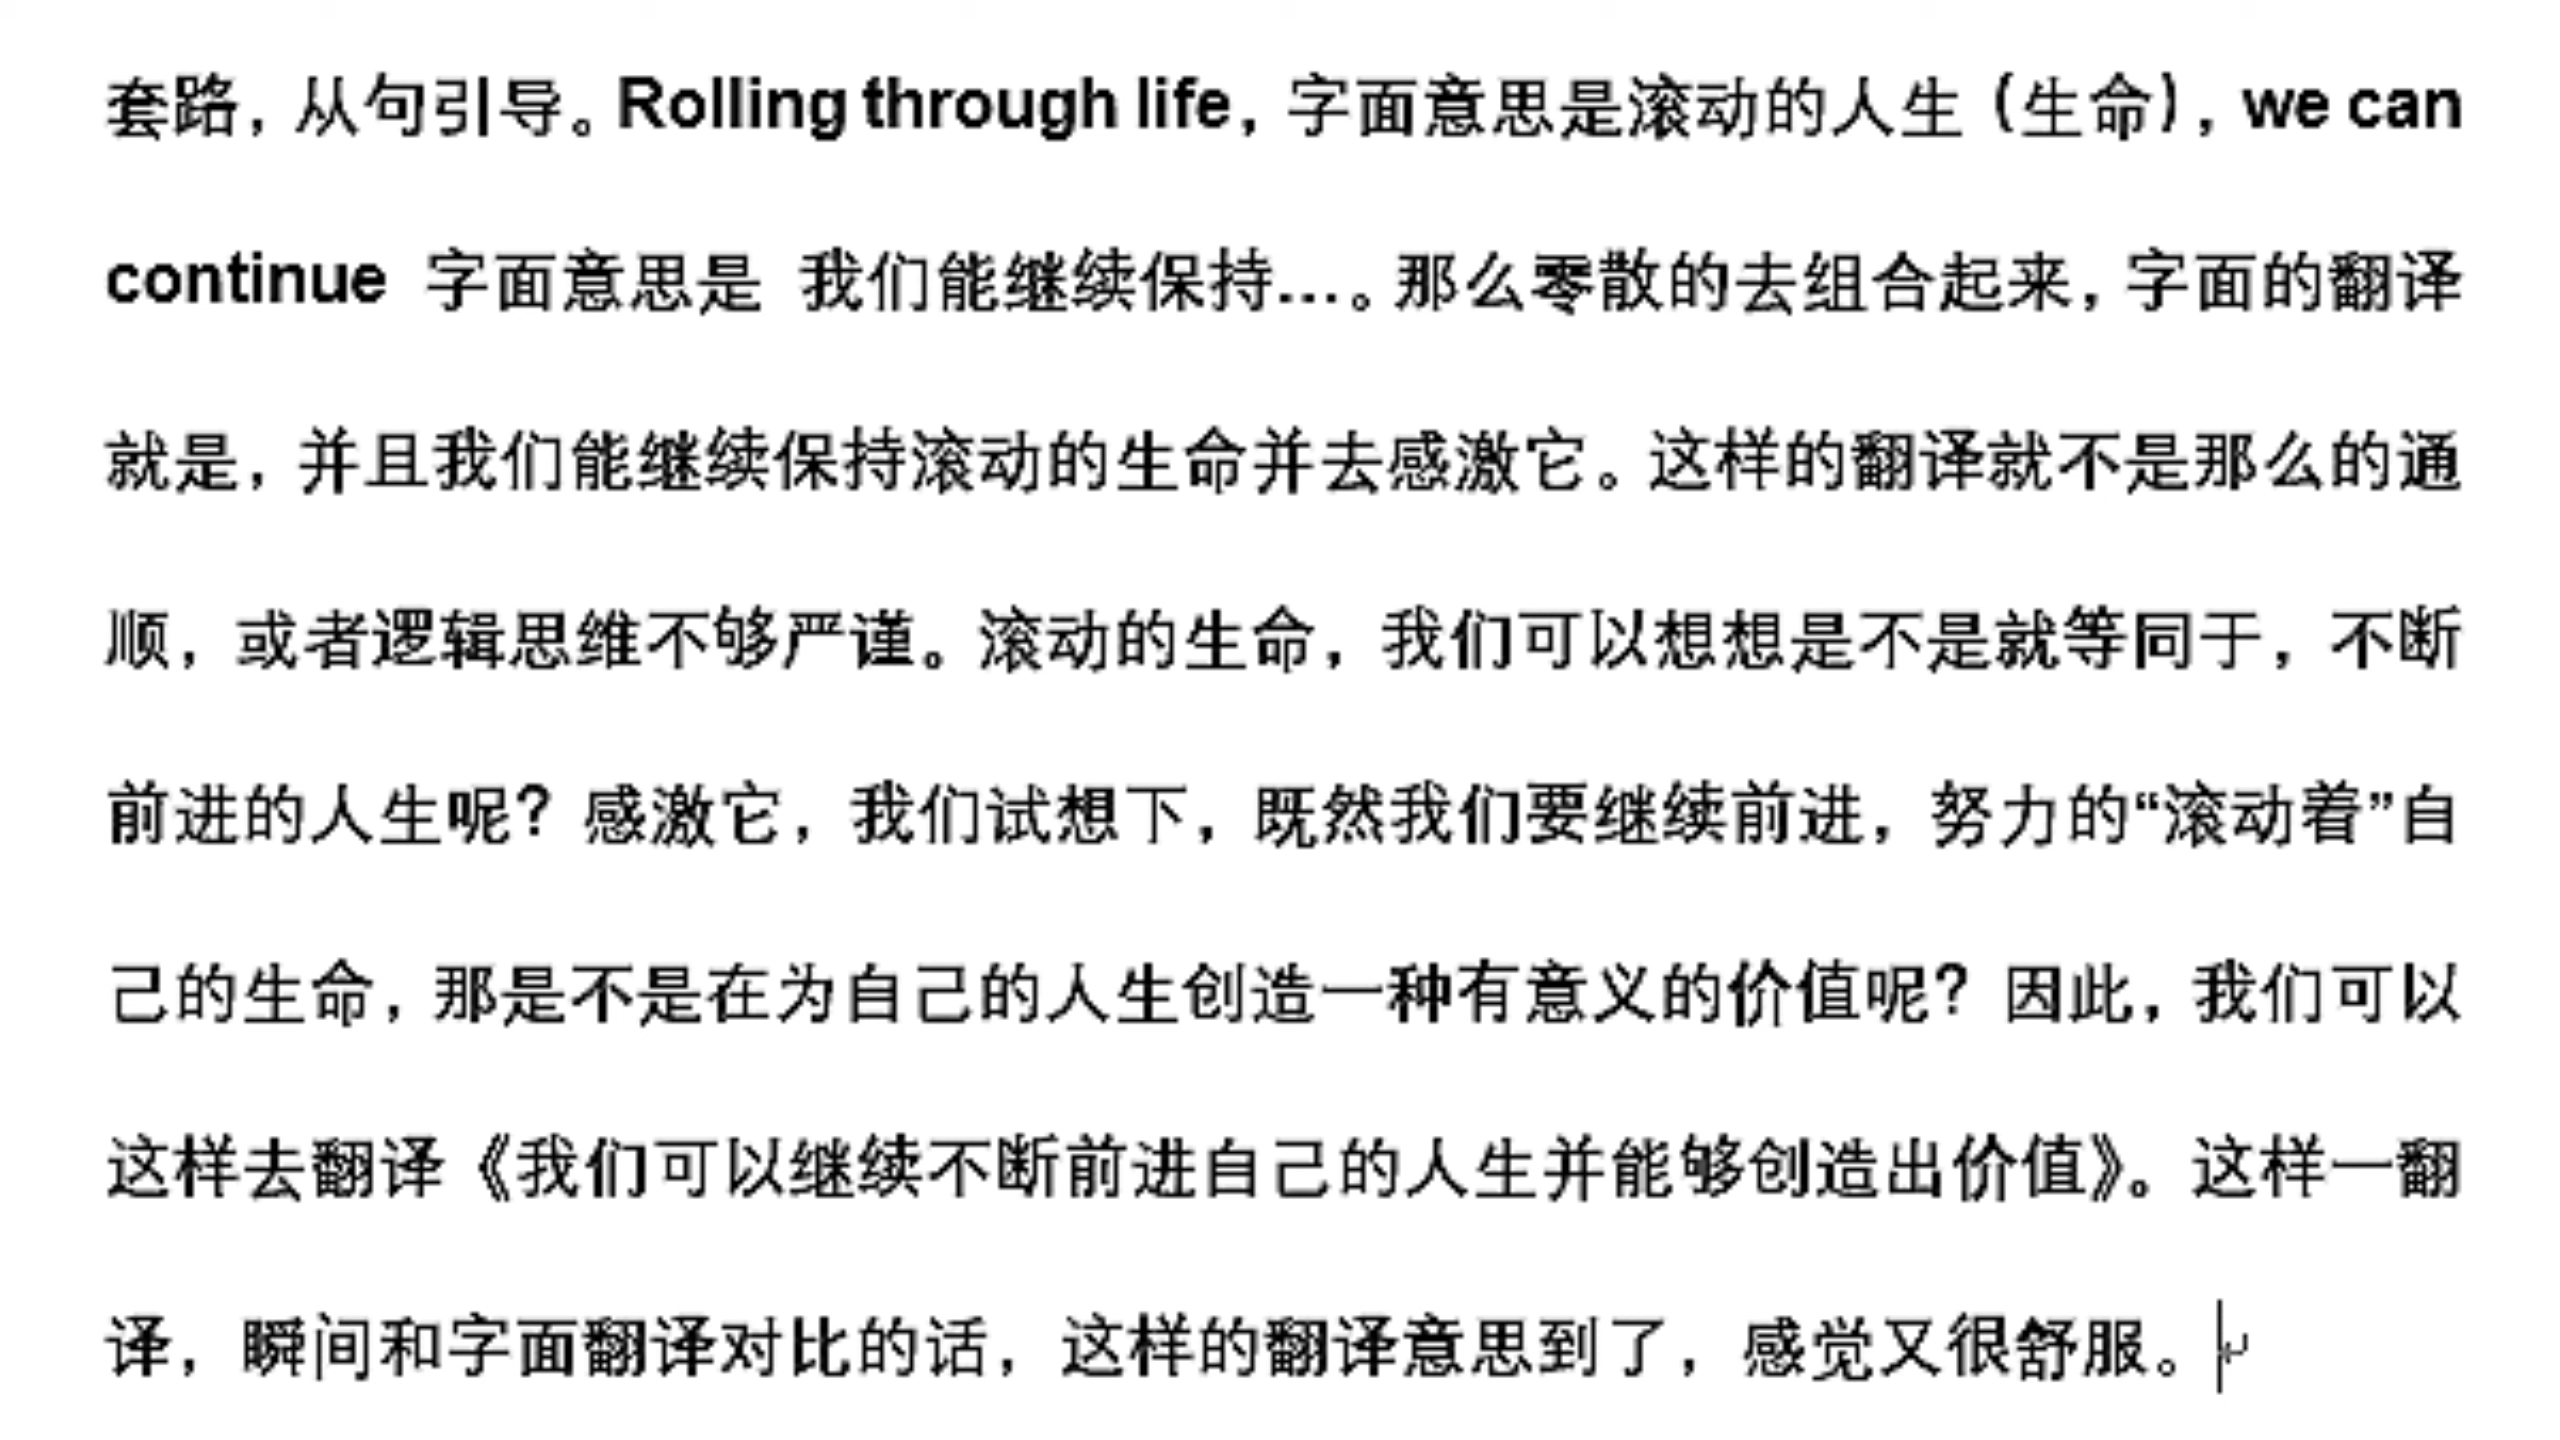 套路，从句引导。Rolling through life，字面意思是滚动的人生（生命），we can
continue 字面意思是 我们能继续保持...。那么零散的去组合起来，字面的翻译
就是，并且我们能继续保持滚动的生命并去感激它。这样的翻译就不是那么的通
顺，或者逻辑思维不够严谨。滚动的生命，我们可以想想是不是就等同于，不断
前进的人生呢？感激它，我们试想下，既然我们要继续前进，努力的“滚动着”自
己的生命，那是不是在为自己的人生创造一种有意义的价值呢？因此，我们可以
这样去翻译《我们可以继续不断前进自己的人生并能够创造出价值》。这样一翻
译，瞬间和字面翻译对比的话，这样的翻译意思到了，感觉又很舒服。